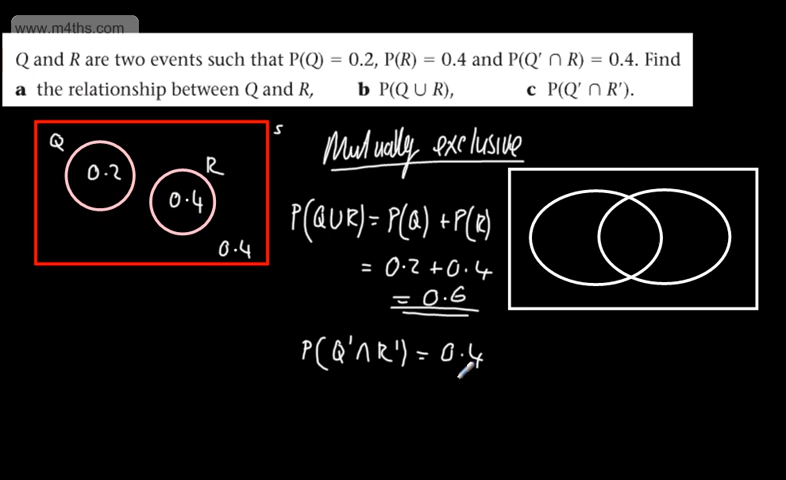 www.m4ths.com
Q and R are two events such that P(Q) = 0.2, P(R) = 0.4 and P(Q′ ∩ R) = 0.4. Find
a the relationship between Q and R, b P(Q ∪ R), c P(Q′ ∩ R′).
S
Q
R
0.2
0.4
0.4
Mutually exclusive
P(Q∪R) = P(Q) + P(R)
= 0.2 + 0.4
= 0.6
P(Q'∩R') = 0.4